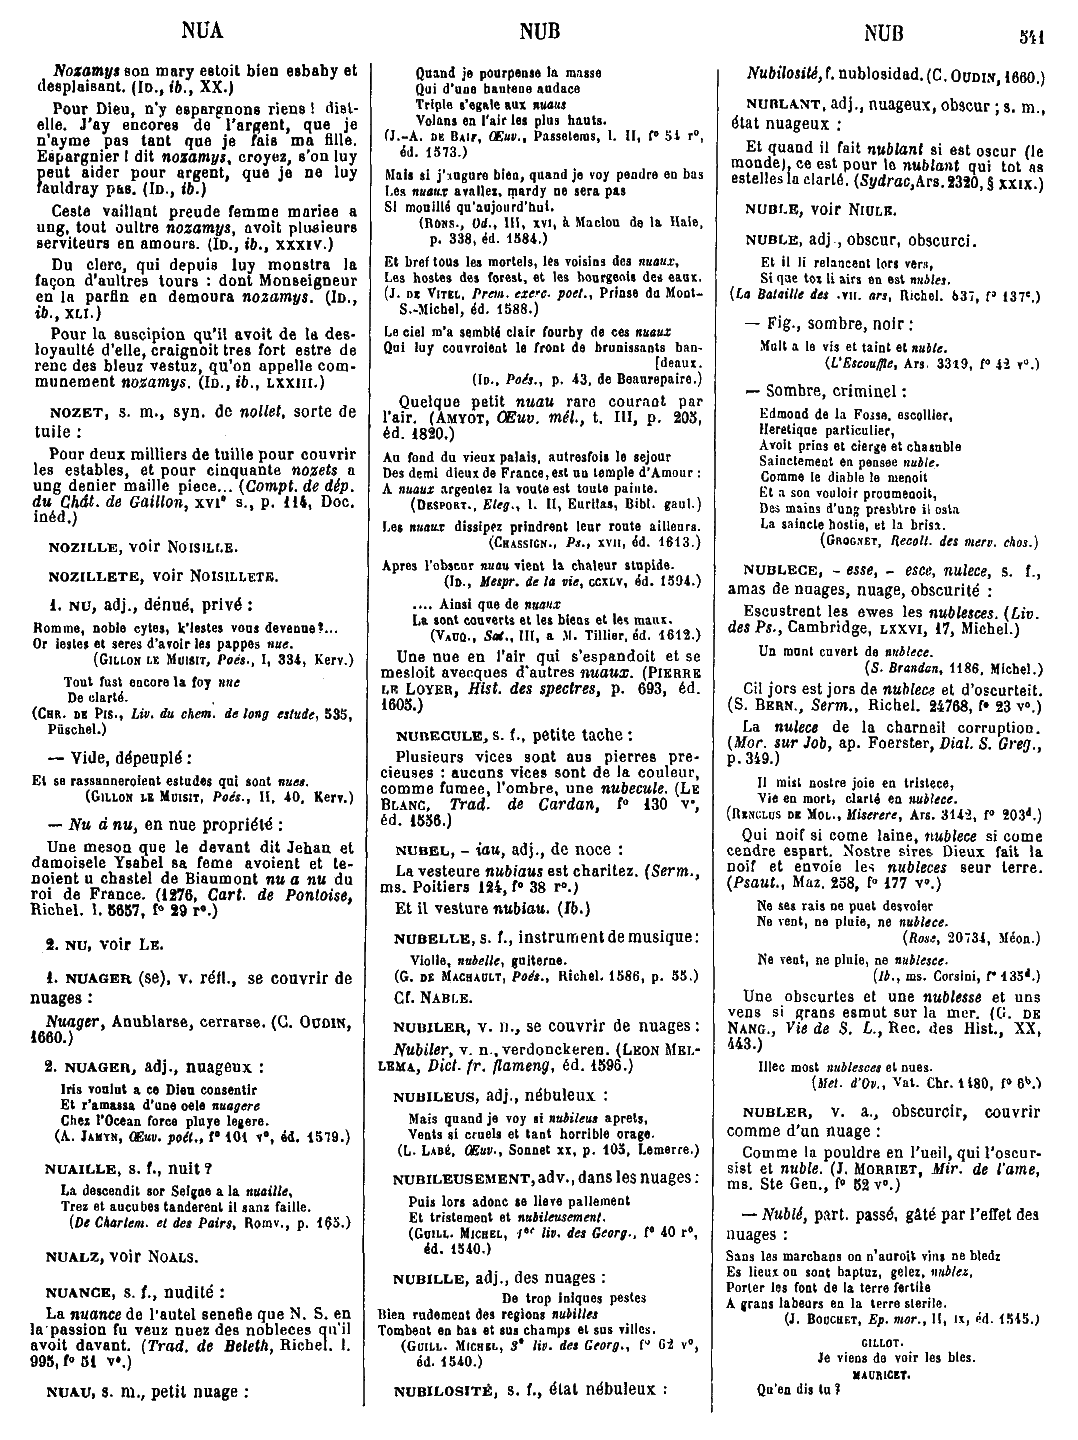 NUA
NUB
NUB
541
Nozamys son mary estoit bien esbahy et
desplaisant. (ID., ib., XX.)
Pour Dieu, n'y espargnons riens ! dist-
elle. J'ay encores de l'argent, que je
n'ayme pas tant que je fais ma fille.
Espargnier ! dit nozamys, croyez, s'on luy
peut aider pour argent, que je ne luy
fauldray pas. (ID., ib.)
Ceste vaillant preude femme mariee a
ung, tout oultre nozamys, avoit plusieurs
serviteurs en amours. (ID., ib., XXXIV.)
Du clerc, qui depuis luy monstra la
façon d'aultres tours : dont Monseigneur
en la parfin en demoura nozamys. (ID.,
ib., XLI.)
Pour la suscipion qu'il avoit de la des-
loyaulté d'elle, craignoit tres fort estre de
renc des bleuz vestuz, qu'on appelle com-
munement nozamys. (ID., ib., LXXIII.)
NOZET, s. m., syn. de nollet, sorte de
tuile :
Pour deux milliers de tuille pour couvrir
les estables, et pour cinquante nozets a
ung denier maille piece... (Compt. de dép.
du Chât. de Gaillon, XVIe s., p. 114, Doc.
inéd.)
NOZILLE, voir NOISILLE.
NOZILLETE, voir NOISILLETE.
1. NU, adj., dénué, privé :
Romme, noble cytes, k'iestes vous devenue ?...
Or iestes et seres d'avoir les pappes nue.
(GILLON LE MUISIT, Poés., I, 334, Kerv.)
Tout fust encore la foy nue
De clarté.
(CHR. DE PIS., Liv. du chem. de long estude, 535,
Püschel.)
— Vide, dépeuplé :
Et se rassanneroient estudes qui sont nues.
(GILLON LE MUISIT, Poés., II, 40, Kerv.)
— Nu à nu, en nue propriété :
Une meson que le devant dit Jehan et
damoisele Ysabel sa feme avoient et te-
noient u chastel de Biaumont nu a nu du
roi de France. (1276, Cart. de Pontoise,
Richel. l. 5657, fo 29 ro.)
2. NU, voir LE.
1. NUAGER (se), v. réfl., se couvrir de
nuages :
Nuager, Anublarse, cerrarse. (C. OUDIN,
1660.)
2. NUAGER, adj., nuageux :
Iris voulut a ce Dieu consentir
Et r'amassa d'une oele nuagere
Chez l'Ocean force pluye legere.
(A. JAMYN, Œuv. poét., fo 101 vo, éd. 1579.)
NUAILLE, s. f., nuit ?
La descendit sor Seigne a la nuaille,
Trez et aucubes tanderent il sanz faille.
(De Charlem. et des Pairs, Romv., p. 165.)
NUALZ, voir NOALS.
NUANCE, s. f., nudité :
La nuance de l'autel senefie que N. S. en
la passion fu veuz nuez des nobleces qu'il
avoit davant. (Trad. de Beleth, Richel. l.
995, fo 51 vo.)
NUAU, s. m., petit nuage :
Quand je pourpense la masse
Qui d'une hautene audace
Triple s'egale aux nuaus
Volans en l'air les plus hauts.
(J.-A. DE BAIF, Œuv., Passetems, l. II, fo 51 ro,
éd. 1573.)
Mais si j'augure bien, quand je voy pendre en bas
Les nuaux avallez, mardy ne sera pas
Si mouillé qu'aujourd'hui.
(RONS., Od., III, XVI, à Maclou de la Haie,
p. 338, éd. 1584.)
Et bref tous les mortels, les voisins des nuaux,
Les hostes des forest, et les bourgeois des eaux.
(J. DE VITEL, Prem. exerc. poet., Prinse du Mont-
S.-Michel, éd. 1588.)
Le ciel m'a semblé clair fourby de ces nuaux
Qui luy couvroient le front de brunissants ban-
[deaux.
(ID., Poés., p. 43, de Beaurepaire.)
Quelque petit nuau rare courant par
l'air. (AMYOT, Œuv. mél., t. III, p. 205,
éd. 1820.)
Au fond du vieux palais, autresfois le sejour
Des demi dieux de France, est un temple d'Amour :
A nuaux argentez la voute est toute painte.
(DESPORT., Eleg., l. II, Euritas, Bibl. gaul.)
Les nuaux dissipez prindrent leur route ailleurs.
(CHASSIGN., Ps., XVII, éd. 1613.)
Apres l'obscur nuau vient la chaleur stupide.
(ID., Mespr. de la vie, CCXLV, éd. 1594.)
.... Ainsi que de nuaux
La sont couverts et les biens et les maux.
(VAUQ., Sat., III, a M. Tillier, éd. 1612.)
Une nue en l'air qui s'espandoit et se
mesloit avecques d'autres nuaux. (PIERRE
LE LOYER, Hist. des spectres, p. 693, éd.
1605.)
NUBECULE, s. f., petite tache :
Plusieurs vices sont aus pierres pre-
cieuses : aucuns vices sont de la couleur,
comme fumee, l'ombre, une nubecule. (LE
BLANC, Trad. de Cardan, fo 130 vo,
éd. 1556.)
NUBEL, - iau, adj., de noce :
La vesteure nubiaus est charitez. (Serm.,
ms. Poitiers 124, fo 38 ro.)
Et il vesture nubiau. (Ib.)
NUBELLE, s. f., instrument de musique :
Violle, nubelle, guiterne.
(G. DE MACHAULT, Poés., Richel. 1586, p. 55.)
Cf. NABLE.
NUBILER, v. n., se couvrir de nuages :
Nubiler, v. n., verdonckeren. (LEON MEL-
LEMA, Dict. fr. flameng, éd. 1596.)
NUBILEUS, adj., nébuleux :
Mais quand je voy si nubileus aprets,
Vents si cruels et tant horrible orage.
(L. LABÉ, Œuv., Sonnet XX, p. 105, Lemerre.)
NUBILEUSEMENT, adv., dans les nuages :
Puis lors adonc se lieve pallement
Et tristement et nubileusement.
(GUILL. MICHEL, 1er liv. des Georg., fo 40 ro,
éd. 1540.)
NUBILLE, adj., des nuages :
De trop iniques pestes
Bien rudement des regions nubilles
Tombent en bas et sus champs et sus villes.
(GUILL. MICHEL, 3e liv. des Georg., fo 62 vo,
éd. 1540.)
NUBILOSITÉ, s. f., état nébuleux :
Nubilosité, f. nublosidad. (C. OUDIN, 1660.)
NUBLANT, adj., nuageux, obscur ; s. m.,
état nuageux :
Et quand il fait nublant si est oscur (le
monde), ce est pour le nublant qui tot as
estelles la clarté. (Sydrac, Ars. 2320, § XXIX.)
NUBLE, voir NIULE.
NUBLE, adj., obscur, obscurci.
Et il li relancent lors vers,
Si que toz li airs en est nubles.
(La Bataille des .VII. ars, Richel. 837, fo 137c.)
— Fig., sombre, noir :
Mult a le vis et taint et nuble.
(L'Escouffle, Ars. 3319, fo 42 vo.)
— Sombre, criminel :
Edmond de la Fosse, escollier,
Heretique particulier,
Avoit prins et cierge et chasuble
Sainctement en pensee nuble.
Comme le diable le menoit
Et a son vouloir proumenoit,
Des mains d'ung presbtre il osta
La saincte hostie, et la brisa.
(GROGNET, Recoll. des merv. chos.)
NUBLECE, - esse, - esce, nulece, s. f.,
amas de nuages, nuage, obscurité :
Escustrent les ewes les nublesces. (Liv.
des Ps., Cambridge, LXXVI, 17, Michel.)
Un mont cuvert de nublece.
(S. Brandan, 1186, Michel.)
Cil jors est jors de nublece et d'oscurteit.
(S. BERN., Serm., Richel. 24768, fo 23 vo.)
La nulece de la charneil corruption.
(Mor. sur Job, ap. Foerster, Dial. S. Greg.,
p. 349.)
Il mist nostre joie en tristece,
Vie en mort, clarté en nublece.
(RENCLUS DE MOL., Miserere, Ars. 3142, fo 203d.)
Qui noif si come laine, nublece si come
cendre espart. Nostre sires Dieux fait la
noif et envoie les nubleces seur terre.
(Psaut., Maz. 258, fo 177 vo.)
Ne ses rais ne puet desvoier
Ne vent, ne pluie, ne nublece.
(Rose, 20734, Méon.)
Ne vent, ne pluie, ne nublesce.
(Ib., ms. Corsini, fo 135d.)
Une obscurtes et une nublesse et uns
vens si grans esmut sur la mer. (G. DE
NANG., Vie de S. L., Rec. des Hist., XX,
443.)
Illec most nublesces et nues.
(Met. d'Ov., Vat. Chr. 1480, fo 6b.)
NUBLER, v. a., obscurcir, couvrir
comme d'un nuage :
Comme la pouldre en l'ueil, qui l'oscur-
sist et nuble. (J. MORRIET, Mir. de l'ame,
ms. Ste Gen., fo 52 vo.)
— Nublé, part. passé, gâté par l'effet des
nuages :
Sans les marchans on n'auroit vins ne bledz
Es lieux ou sont baptuz, gelez, nublez,
Porter les font de la terre fertile
A grans labeurs en la terre sterile.
(J. BOUCHET, Ep. mor., II, IX, éd. 1545.)
GILLOT.
Je viens de voir les bles.
MAURICET.
Qu'en dis tu ?